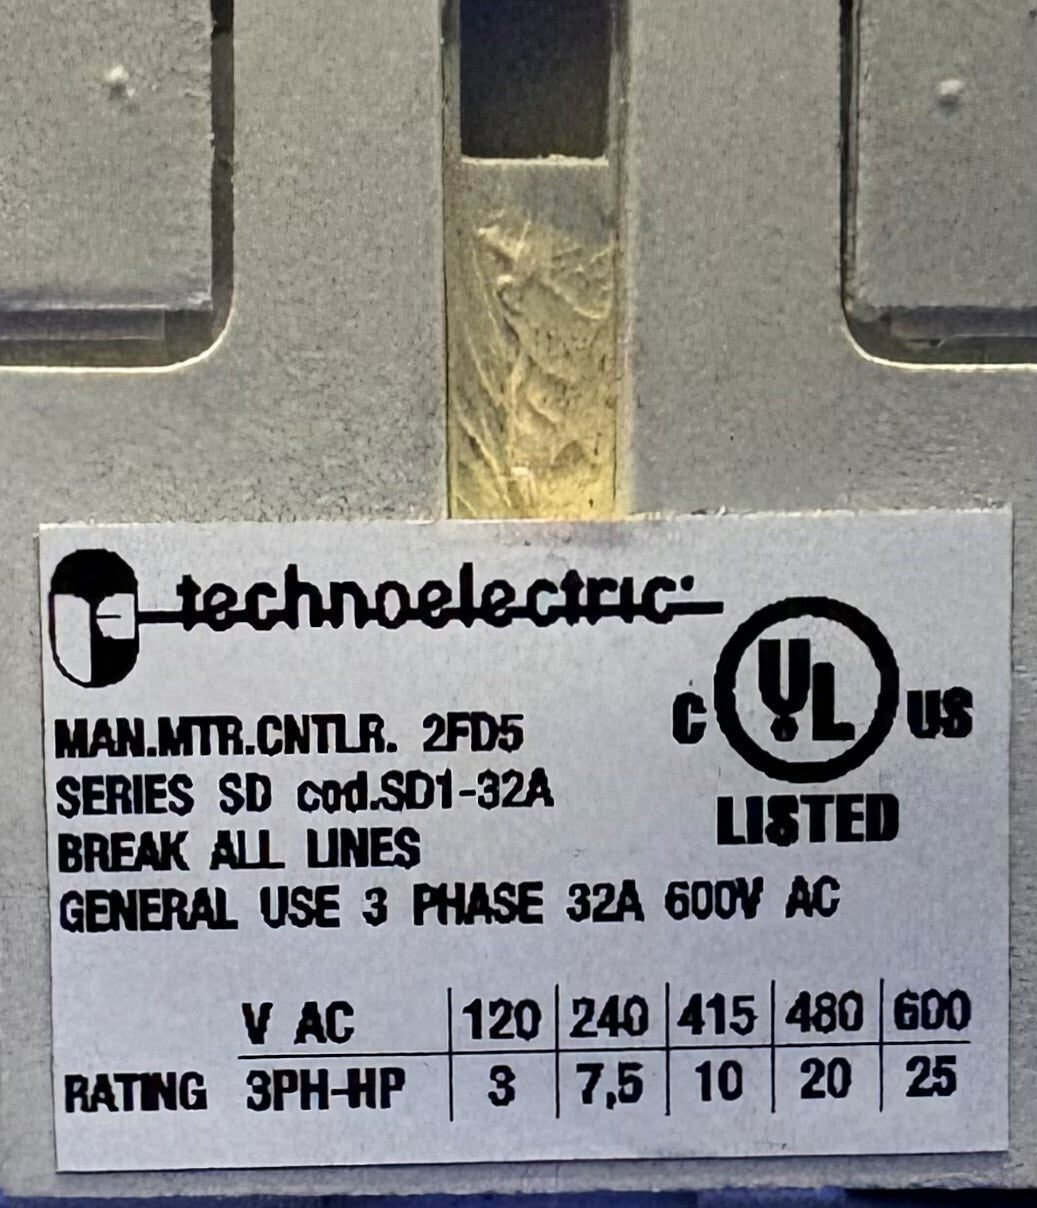 technoelectric
MAN.MTR.CNTLR. 2FD5
SERIES SD cod.SD1-32A
BREAK ALL LINES
GENERAL USE 3 PHASE 32A 600V AC
C UL US
LISTED
V AC 120 240 415 480 600
RATING 3PH-HP 3 7,5 10 20 25